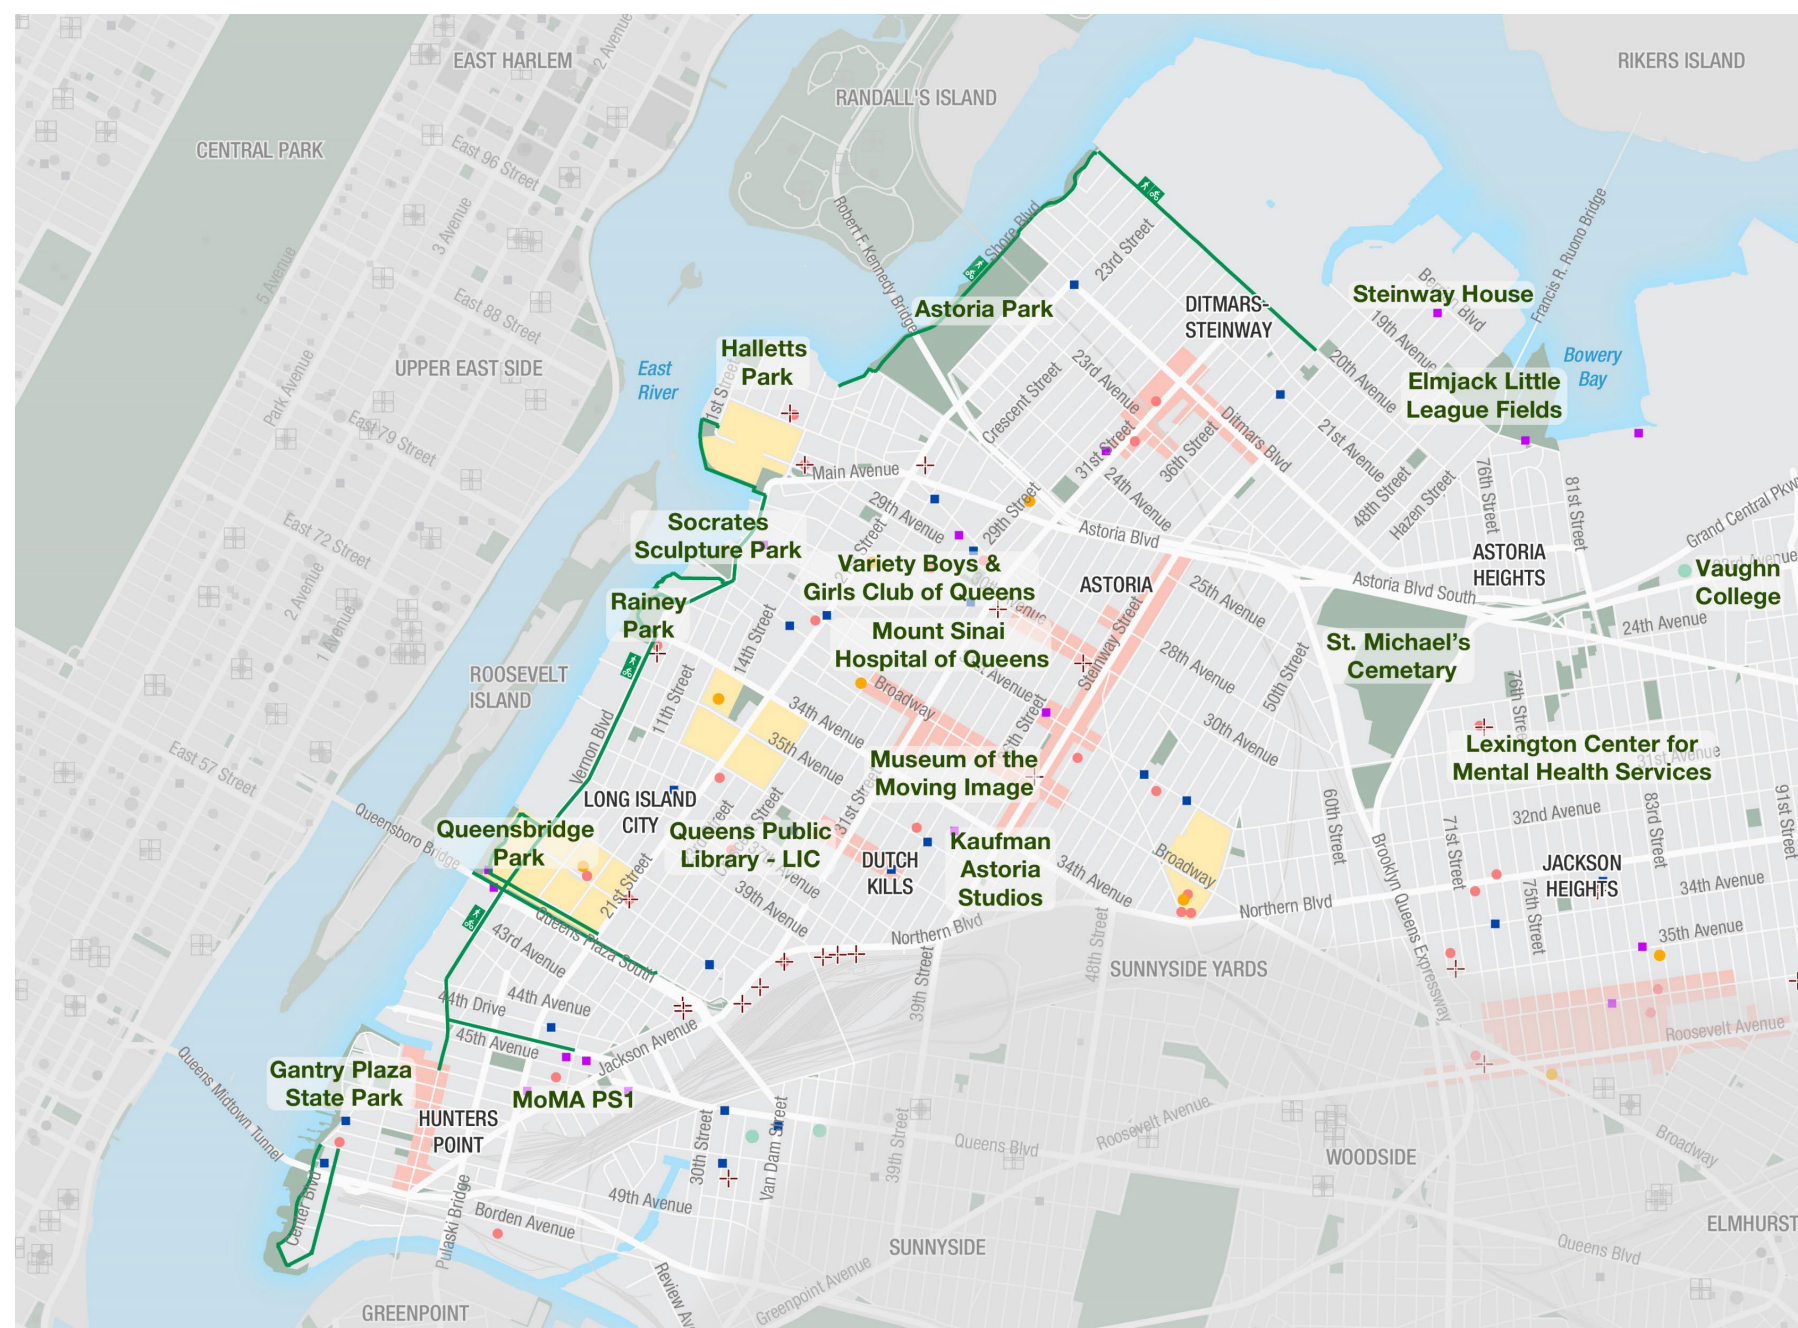 EAST HARLEM
2 Avenue
RIKERS ISLAND
RANDALL'S ISLAND
CENTRAL PARK
East 96 Street
3 Avenue
Robert F. Kennedy Bridge
Shore Blvd
23rd Street
5 Avenue
East 88 Street
Astoria Park
DITMARS-
STEINWAY
Steinway House
19th Avenue
Francis R. Ruono Bridge
UPPER EAST SIDE
Park Avenue
East
River
Halletts
Park
1st Street
23rd Avenue
Crescent Street
20th Avenue
Bowery
Bay
Elmjack Little
League Fields
East 79 Street
31st Street
36th Street
Ditmars Blvd
21st Avenue
Main Avenue
24th Avenue
48th Street
Hazen Street
76th Street
81st Street
Grand Central Pkwy
29th Avenue
29th Street
Astoria Blvd
East 72 Street
Socrates
Sculpture Park
Variety Boys &
Girls Club of Queens
ASTORIA
ASTORIA
HEIGHTS
Astoria Blvd South
Vaughn
College
2 Avenue
1 Avenue
Rainey
Park
14th Street
Mount Sinai
Hospital of Queens
Steinway Street
25th Avenue
24th Avenue
St. Michael's
Cemetary
28th Avenue
50th Street
ROOSEVELT
ISLAND
11th Street
Broadway
34th Avenue
30th Avenue
76th Street
Lexington Center for
Mental Health Services
31st Avenue
East 57 Street
Vernon Blvd
35th Avenue
Museum of the
Moving Image
31st Street
LONG ISLAND
CITY
Queensboro Bridge
Queensbridge
Park
Queens Public
Library - LIC
37th Avenue
39th Avenue
DUTCH
KILLS
Kaufman
Astoria
Studios
34th Avenue
Broadway
60th Street
Brooklyn Queens Expressway
71st Street
32nd Avenue
83rd Street
91st Street
JACKSON
HEIGHTS
34th Avenue
75th Street
35th Avenue
21st Street
Queens Plaza South
43rd Avenue
Northern Blvd
Northern Blvd
39th Street
48th Street
SUNNYSIDE YARDS
44th Drive
44th Avenue
45th Avenue
Jackson Avenue
Roosevelt Avenue
Queens Midtown Tunnel
Gantry Plaza
State Park
MoMA PS1
HUNTERS
POINT
30th Street
Van Dam Street
39th Street
Queens Blvd
Roosevelt Avenue
WOODSIDE
Broadway
Center Blvd
Pulaski Bridge
49th Avenue
Borden Avenue
SUNNYSIDE
Queens Blvd
ELMHURST
GREENPOINT
Greenpoint Avenue